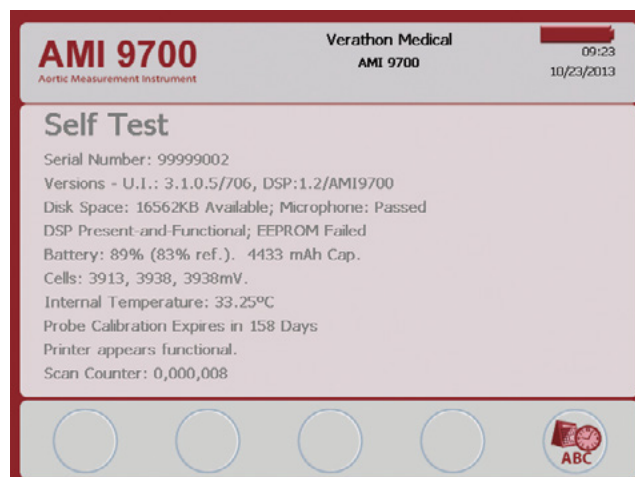 AMI 9700
Aortic Measurement Instrument
Verathon Medical
AMI 9700
09:23
10/23/2013
Self Test
Serial Number: 99999002
Versions - U.I.: 3.1.0.5/706, DSP:1.2/AMI9700
Disk Space: 16562KB Available; Microphone: Passed
DSP Present-and-Functional; EEPROM Failed
Battery: 89% (83% ref.). 4433 mAh Cap.
Cells: 3913, 3938, 3938mV.
Internal Temperature: 33.25ºC
Probe Calibration Expires in 158 Days
Printer appears functional.
Scan Counter: 0,000,008
ABC